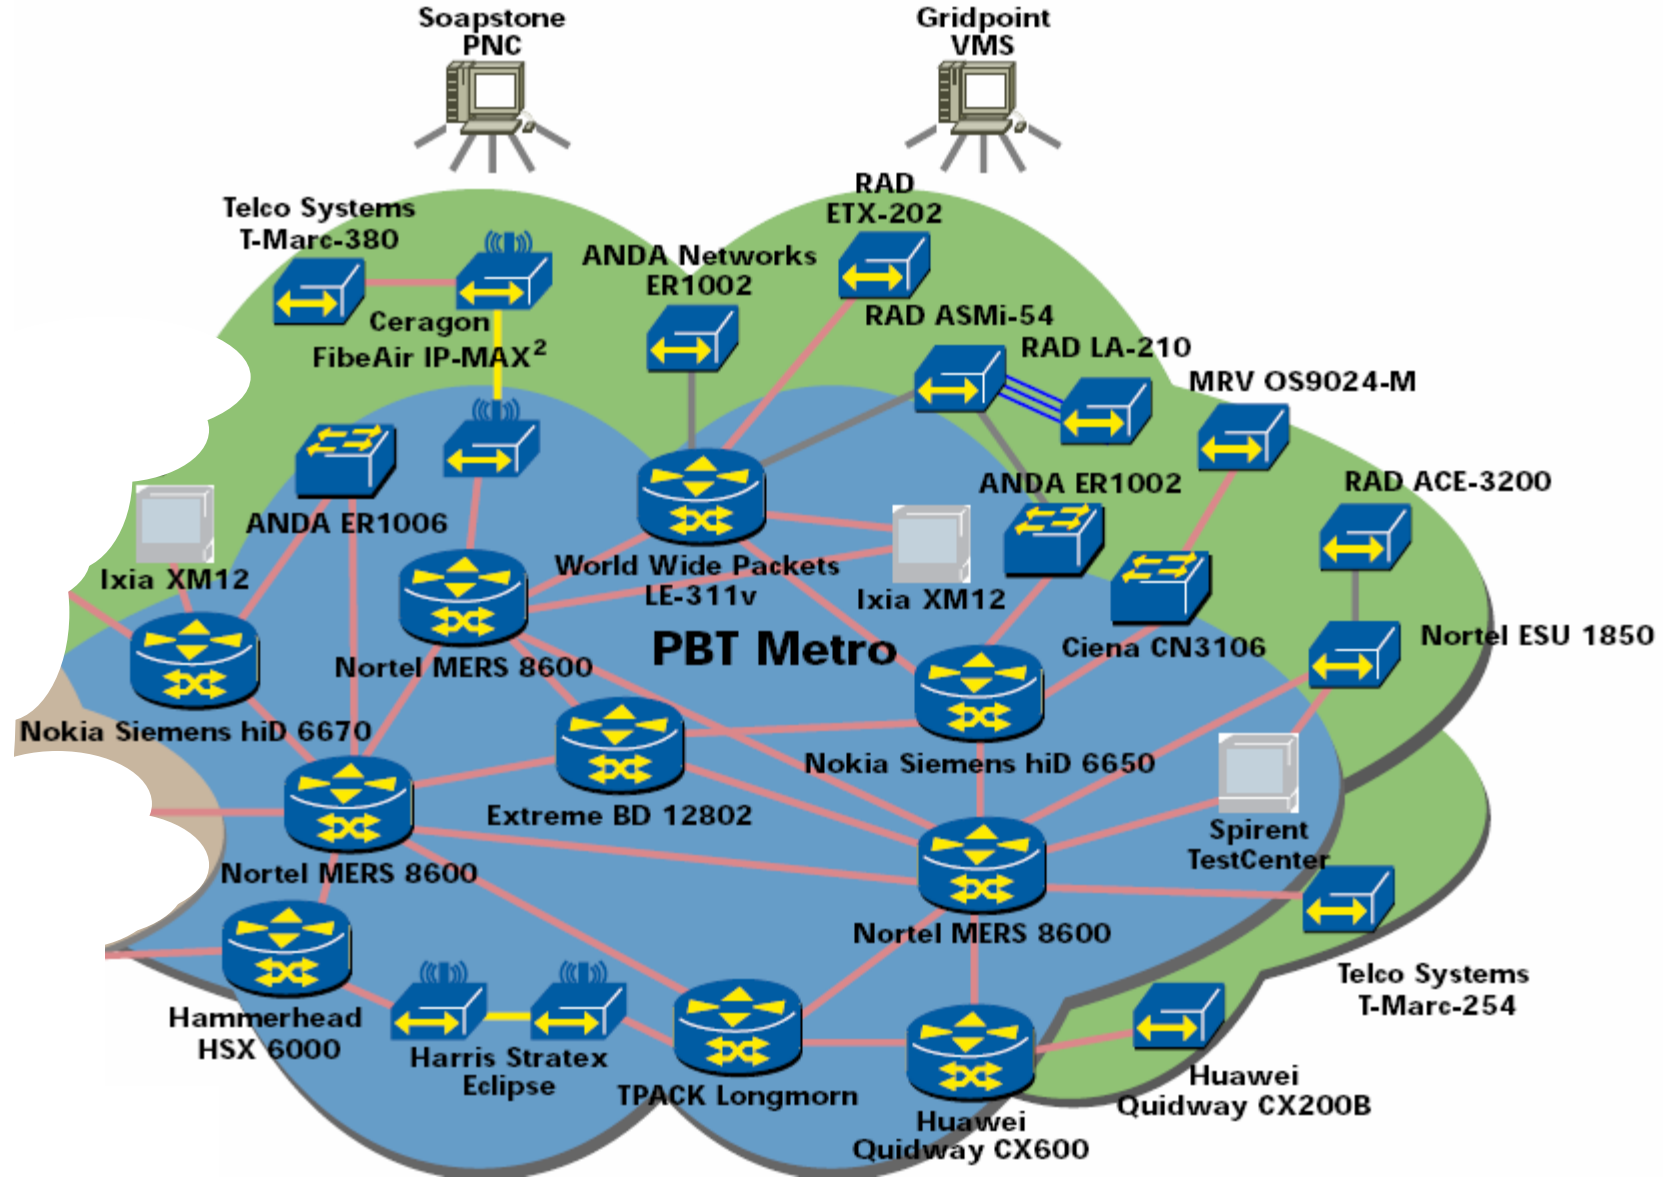 Soapstone
PNC
Gridpoint
VMS
RAD
ETX-202
Telco Systems
T-Marc-380
ANDA Networks
ER1002
Ceragon
FibeAir IP-MAX²
RAD ASMi-54
RAD LA-210
MRV OS9024-M
RAD ACE-3200
ANDA ER1002
ANDA ER1006
Ixia XM12
World Wide Packets
LE-311v
Ixia XM12
Nortel ESU 1850
Ciena CN3106
PBT Metro
Nortel MERS 8600
Nokia Siemens hiD 6670
Nokia Siemens hiD 6650
Extreme BD 12802
Spirent
TestCenter
Nortel MERS 8600
Nortel MERS 8600
Telco Systems
T-Marc-254
Hammerhead
HSX 6000
Harris Stratex
Eclipse
TPACK Longmorn
Huawei
Quidway CX200B
Huawei
Quidway CX600